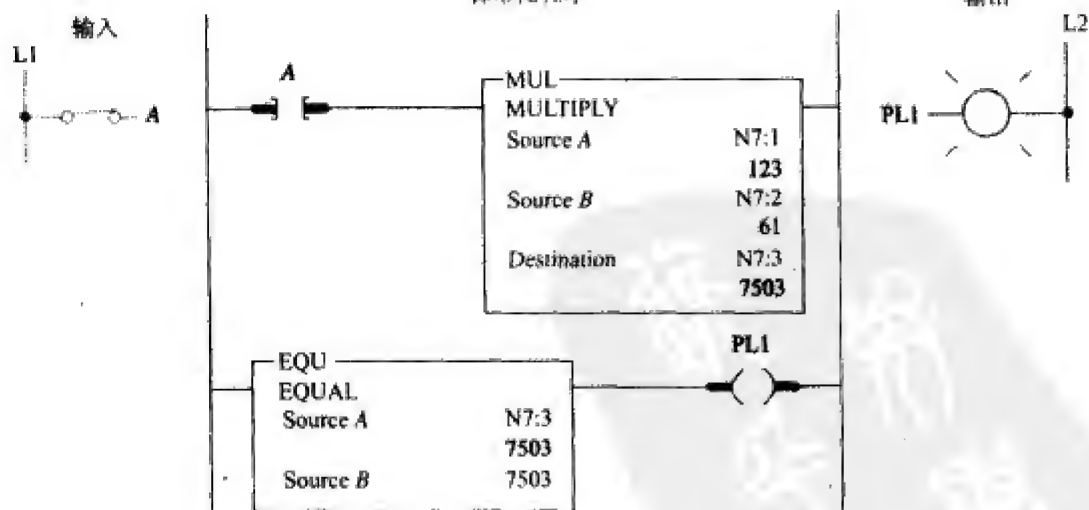 输入
L1
A
A
MUL
MULTIPLY
Source A N7:1
123
Source B N7:2
61
Destination N7:3
7503
L2
PL1
PL1
EQU
EQUAL
Source A N7:3
7503
Source B 7503